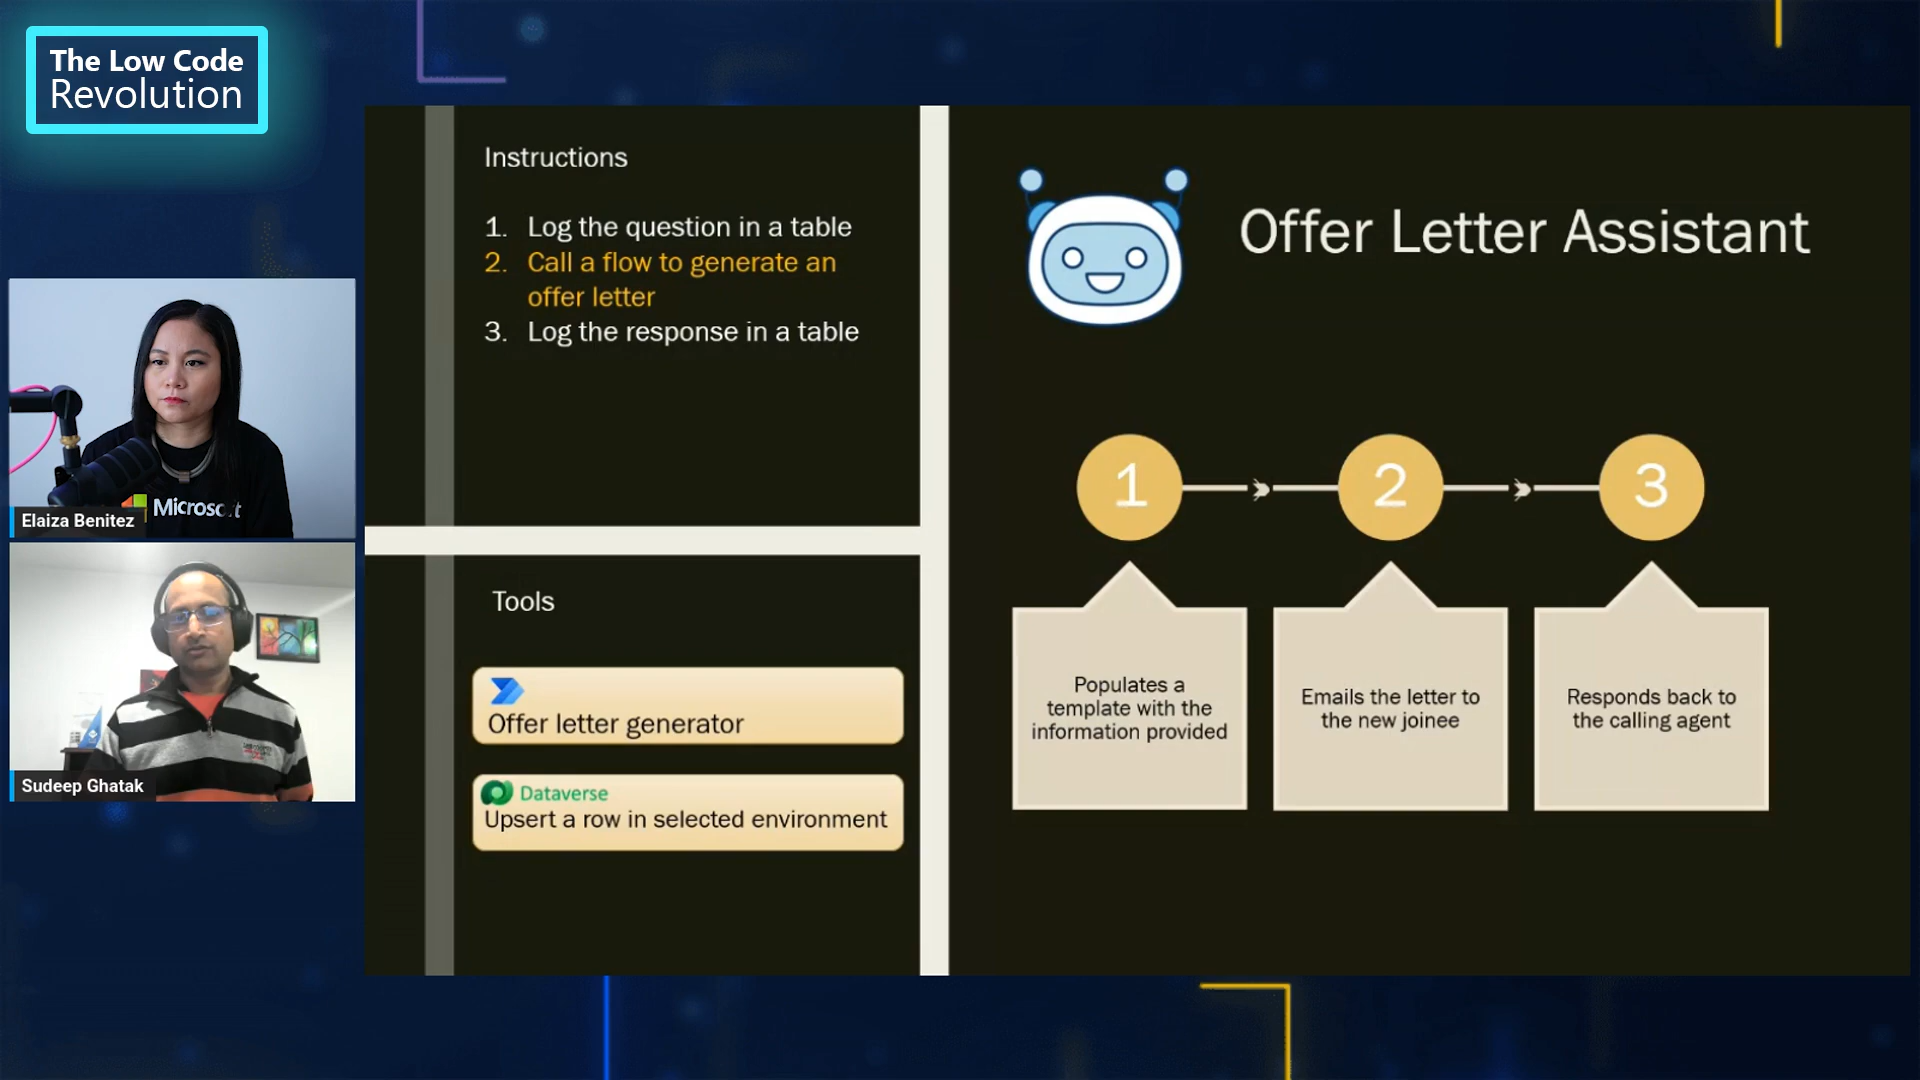 The Low Code
Revolution
Instructions
1. Log the question in a table
2. Call a flow to generate an
offer letter
3. Log the response in a table
Tools
Offer letter generator
Dataverse
Upsert a row in selected environment
Offer Letter Assistant
1
2
3
Populates a
template with the
information provided
Emails the letter to
the new joinee
Responds back to
the calling agent
Microsoft
Elaiza Benitez
Sudeep Ghatak